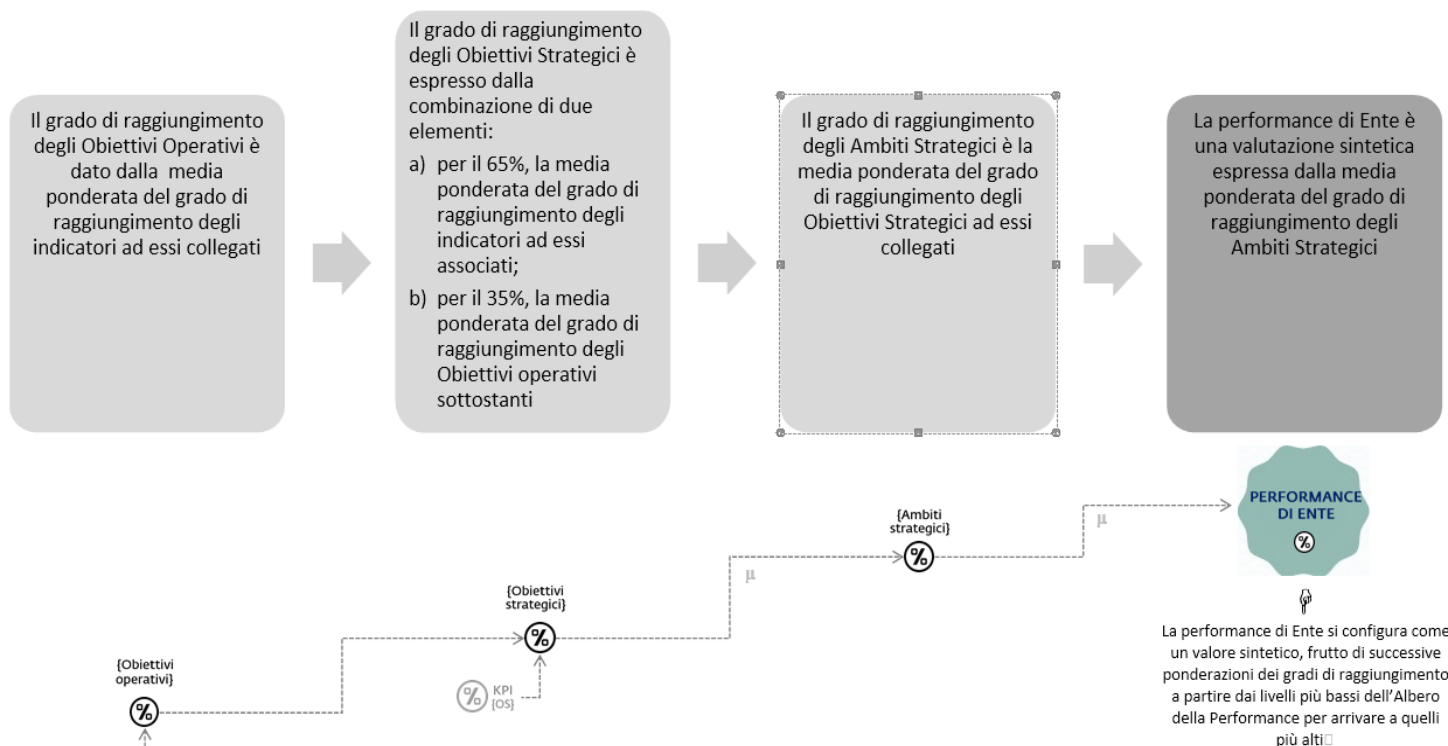 Il grado di raggiungimento
degli Obiettivi Operativi è
dato dalla media
ponderata del grado di
raggiungimento degli
indicatori ad essi collegati
Il grado di raggiungimento
degli Obiettivi Strategici è
espresso dalla
combinazione di due
elementi:
a) per il 65%, la media
ponderata del grado di
raggiungimento degli
indicatori ad essi
associati;
b) per il 35%, la media
ponderata del grado di
raggiungimento degli
Obiettivi operativi
sottostanti
Il grado di raggiungimento
degli Ambiti Strategici è la
media ponderata del grado
di raggiungimento degli
Obiettivi Strategici ad essi
collegati
La performance di Ente è
una valutazione sintetica
espressa dalla media
ponderata del grado di
raggiungimento degli
Ambiti Strategici
{Obiettivi
operativi}
%
{Obiettivi
strategici}
%
% KPI
{OS}
μ
{Ambiti
strategici}
%
μ
PERFORMANCE
DI ENTE
%
La performance di Ente si configura come
un valore sintetico, frutto di successive
ponderazioni dei gradi di raggiungimento
a partire dai livelli più bassi dell'Albero
della Performance per arrivare a quelli
più alti